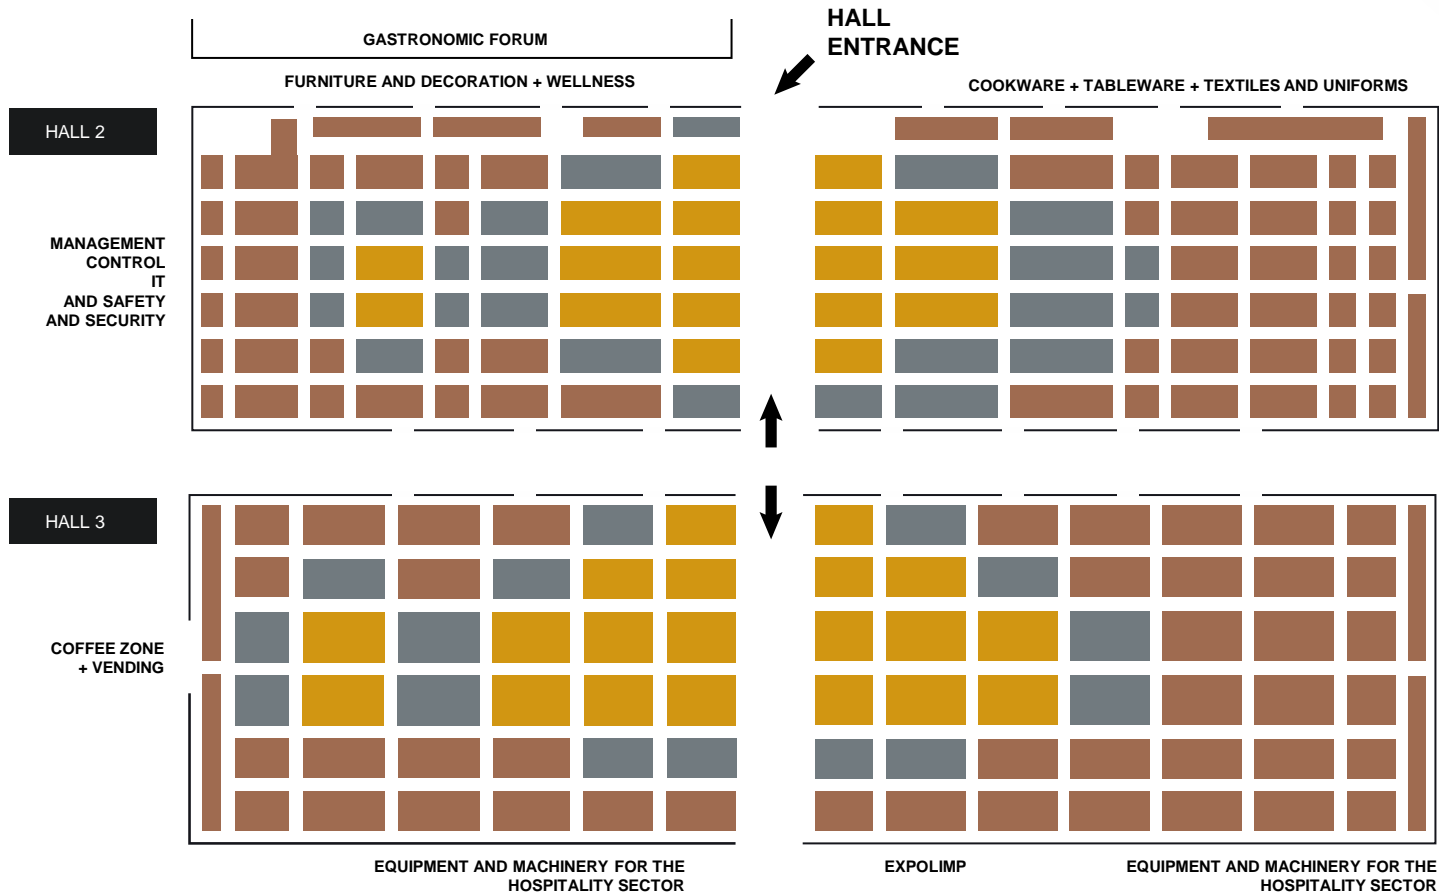 HALL
ENTRANCE
GASTRONOMIC FORUM
FURNITURE AND DECORATION + WELLNESS
COOKWARE + TABLEWARE + TEXTILES AND UNIFORMS
HALL 2
MANAGEMENT
CONTROL
IT
AND SAFETY
AND SECURITY
HALL 3
COFFEE ZONE
+ VENDING
EQUIPMENT AND MACHINERY FOR THE
HOSPITALITY SECTOR
EXPOLIMP
EQUIPMENT AND MACHINERY FOR THE
HOSPITALITY SECTOR